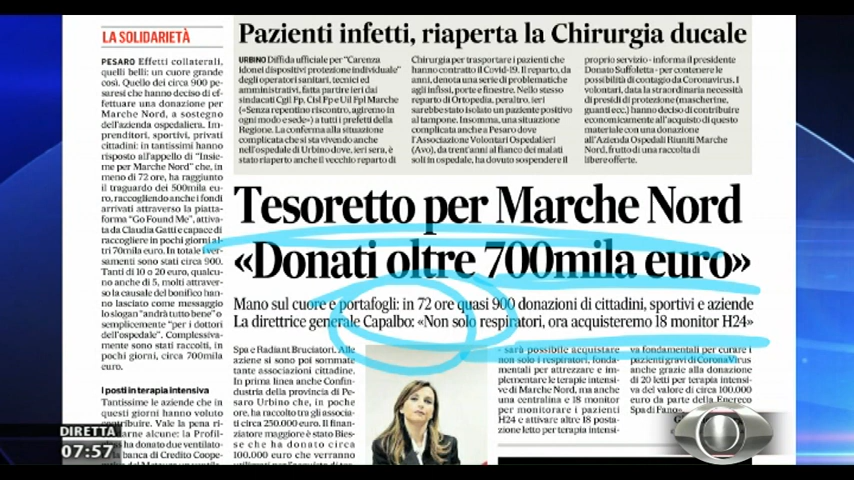 LA SOLIDARIETÀ
PESARO Effetti collaterali,
quelli belli: un cuore grande
così. Quello dei circa 900 pe-
saresi che hanno deciso di ef-
fettuare una donazione per
Marche Nord, a sostegno
dell'azienda ospedaliera. Im-
prenditori, sportivi, privati
cittadini: in tantissimi hanno
risposto all'appello di "Insie-
me per Marche Nord" che, in
meno di 72 ore, ha raggiunto
il traguardo dei 500mila eu-
ro, raccogliendo anche i fondi
arrivati attraverso la piatta-
forma "Go Found Me", attiva-
ta da Claudia Gatti e capace di
raccogliere in pochi giorni al-
tri 70mila euro. In totale i ver-
samenti sono stati circa 900.
Tanti di 10 o 20 euro, qualcu-
no anche di 5, molti attraver-
so la causale del bonifico han-
no lasciato come messaggio
lo slogan "andrà tutto bene" o
semplicemente "per i dottori
dell'ospedale". Complessiva-
mente sono stati raccolti, in
pochi giorni, circa 700mila
euro.
I posti in terapia intensiva
Tantissime le aziende che in
questi giorni hanno voluto
contribuire. Vale la pena ri-
cordarne alcune: la Profil-
ha donato due ventilato-
la banca di Credito Coope-
Pazienti infetti, riaperta la Chirurgia ducale
URBINO Diffida ufficiale per "Carenza
idonei dispositivi protezione individuale"
degli operatori sanitari, tecnici ed
amministrativi, fatta partire ieri dai
sindacati Cgil Fp, Cisl Fp e Uil Fpl Marche
(«Senza repentino riscontro, agiremo in
ogni modo e sede») a tutti i prefetti della
Regione. La conferma alla situazione
complicata che si sta vivendo anche
nell'ospedale di Urbino dove, ieri sera, è
stato riaperto anche il vecchio reparto di
Chirurgia per trasportare i pazienti che
hanno contratto il Covid-19. Il reparto, da
anni, denota una serie di problematiche
agli infissi, porte e finestre. Nello stesso
reparto di Ortopedia, peraltro, ieri
sarebbe stato isolato un paziente positivo
al tampone. Insomma, una situazione
complicata anche a Pesaro dove
l'Associazione Volontari Ospedalieri
(Avo), da trent'anni al fianco dei malati
soli in ospedale, ha dovuto sospendere il
proprio servizio - informa il presidente
Donato Suffoletta - per contenere le
possibilità di contagio da Coronavirus. I
volontari, data la straordinaria necessità
di presidi di protezione (mascherine,
guanti ecc.) hanno deciso di contribuire
economicamente all'acquisto di questo
materiale con una donazione
all'Azienda Ospedali Riuniti Marche
Nord, frutto di una raccolta di
libere offerte.
Tesoretto per Marche Nord
«Donati oltre 700mila euro»
Mano sul cuore e portafogli: in 72 ore quasi 900 donazioni di cittadini, sportivi e aziende
La direttrice generale Capalbo: «Non solo respiratori, ora acquisteremo 18 monitor H24»
Spa e Radiant Bruciatori. Alle
aziene si sono poi sommate
tante associazioni cittadine.
In prima linea anche Confin-
dustria della provincia di Pe-
saro Urbino che, in poche
ore, ha raccolto tra gli associa-
ti circa 250.000 euro. Il finan-
ziatore maggiore è stato Bies-
se che ha donato circa
100.000 euro che verranno
- sarà possibile acquistare
non solo i respiratori, fonda-
mentali per attrezzare e im-
plementare le terapie intensi-
ve di Marche Nord, ma anche
una centralina e 18 monitor
per monitorare i pazienti
H24 e attivare altre 18 posta-
zione letto per terapia intensi-
va fondamentali per curare i
pazienti gravi di CoronaVirus
anche grazie alla donazione
di 20 letti per terapia intensi-
va del valore di circa 100.000
euro da parte della Enereco
Spa di Fano».
DIRETTA
07:57